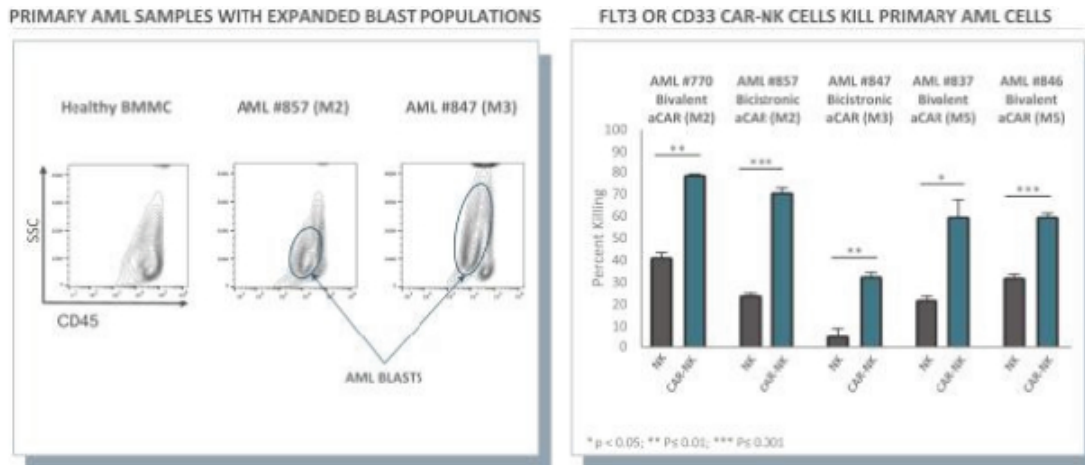 PRIMARY AML SAMPLES WITH EXPANDED BLAST POPULATIONS
Healthy BMMC
AML #857 (M2)
AML #847 (M3)
SSC
CD45
AML BLASTS
FLT3 OR CD33 CAR-NK CELLS KILL PRIMARY AML CELLS
AML #770
Bivalent
aCAR (M2)
AML #857
Bicistronic
aCAR (M2)
AML #847
Bicistronic
aCAR (M3)
AML #837
Bivalent
aCAR (M5)
AML #846
Bivalent
aCAR (M5)
Percent Killing
100
90
80
70
60
50
40
30
20
10
0
**
***
**
*
***
NK
CAR-NK
NK
CAR-NK
NK
CAR-NK
NK
CAR-NK
NK
CAR-NK
* p < 0.05; ** P≤ 0.01; *** P≤ 0.001